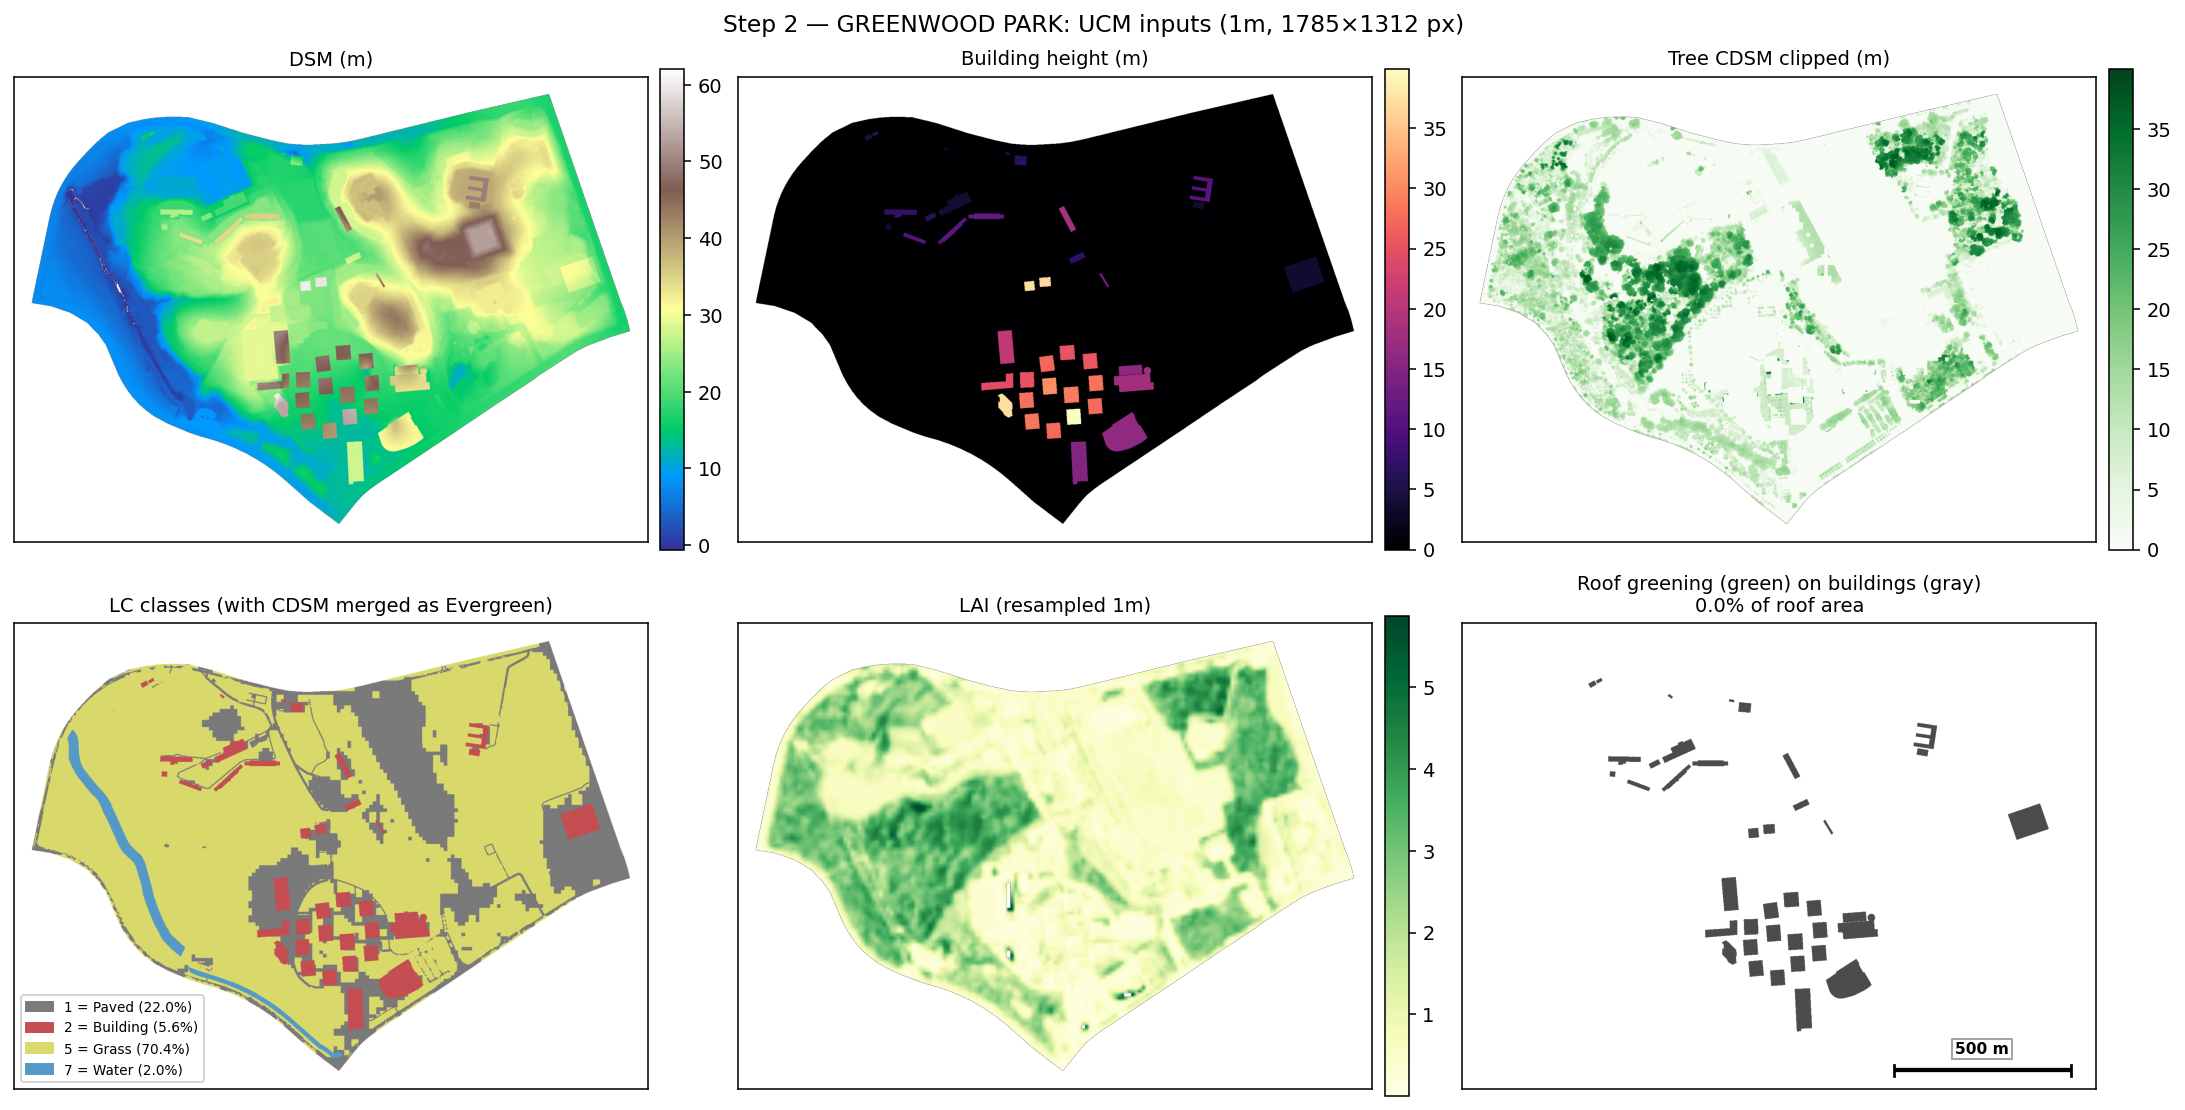 Step 2 — GREENWOOD PARK: UCM inputs (1m, 1785×1312 px)
DSM (m)
60
50
40
30
20
10
0
Building height (m)
35
30
25
20
15
10
5
0
Tree CDSM clipped (m)
35
30
25
20
15
10
5
0
LC classes (with CDSM merged as Evergreen)
1 = Paved (22.0%)
2 = Building (5.6%)
5 = Grass (70.4%)
7 = Water (2.0%)
LAI (resampled 1m)
5
4
3
2
1
Roof greening (green) on buildings (gray)
0.0% of roof area
500 m